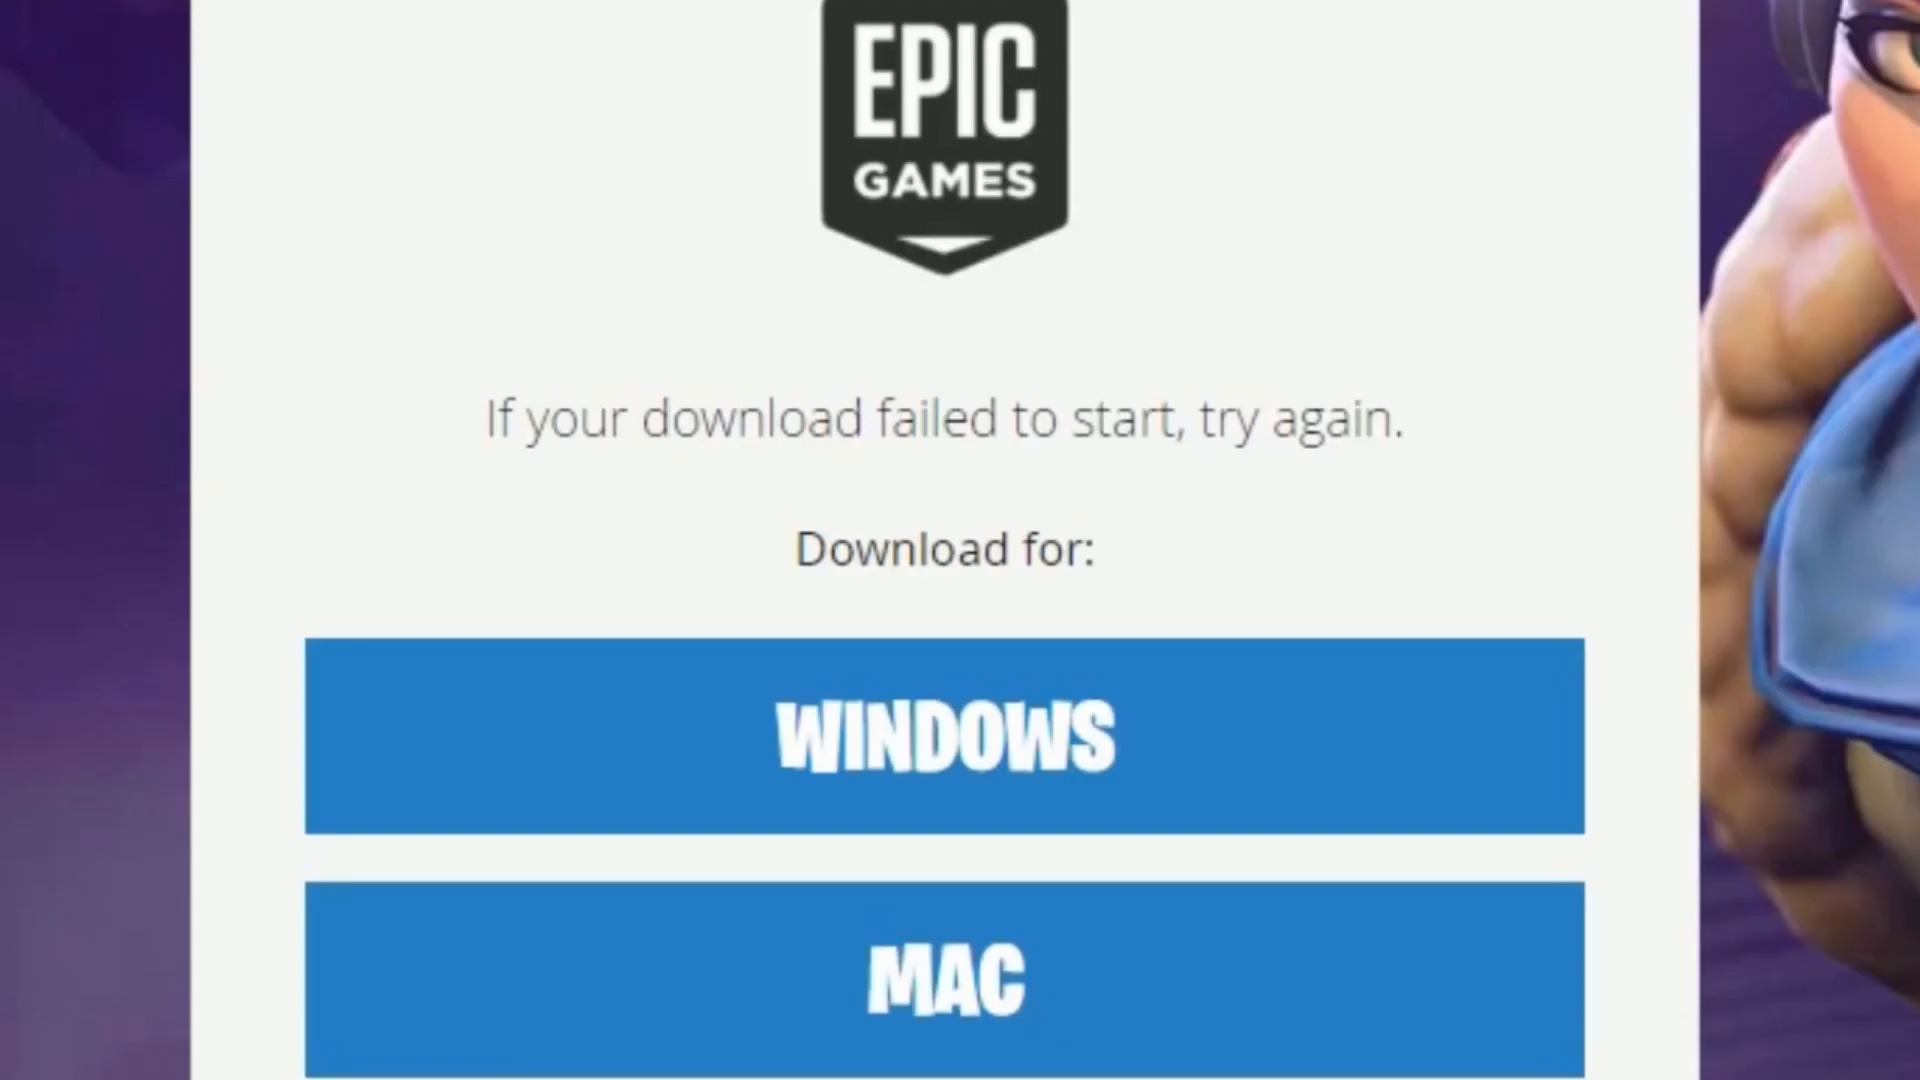 EPIC
GAMES
If your download failed to start, try again.
Download for:
WINDOWS
MAC